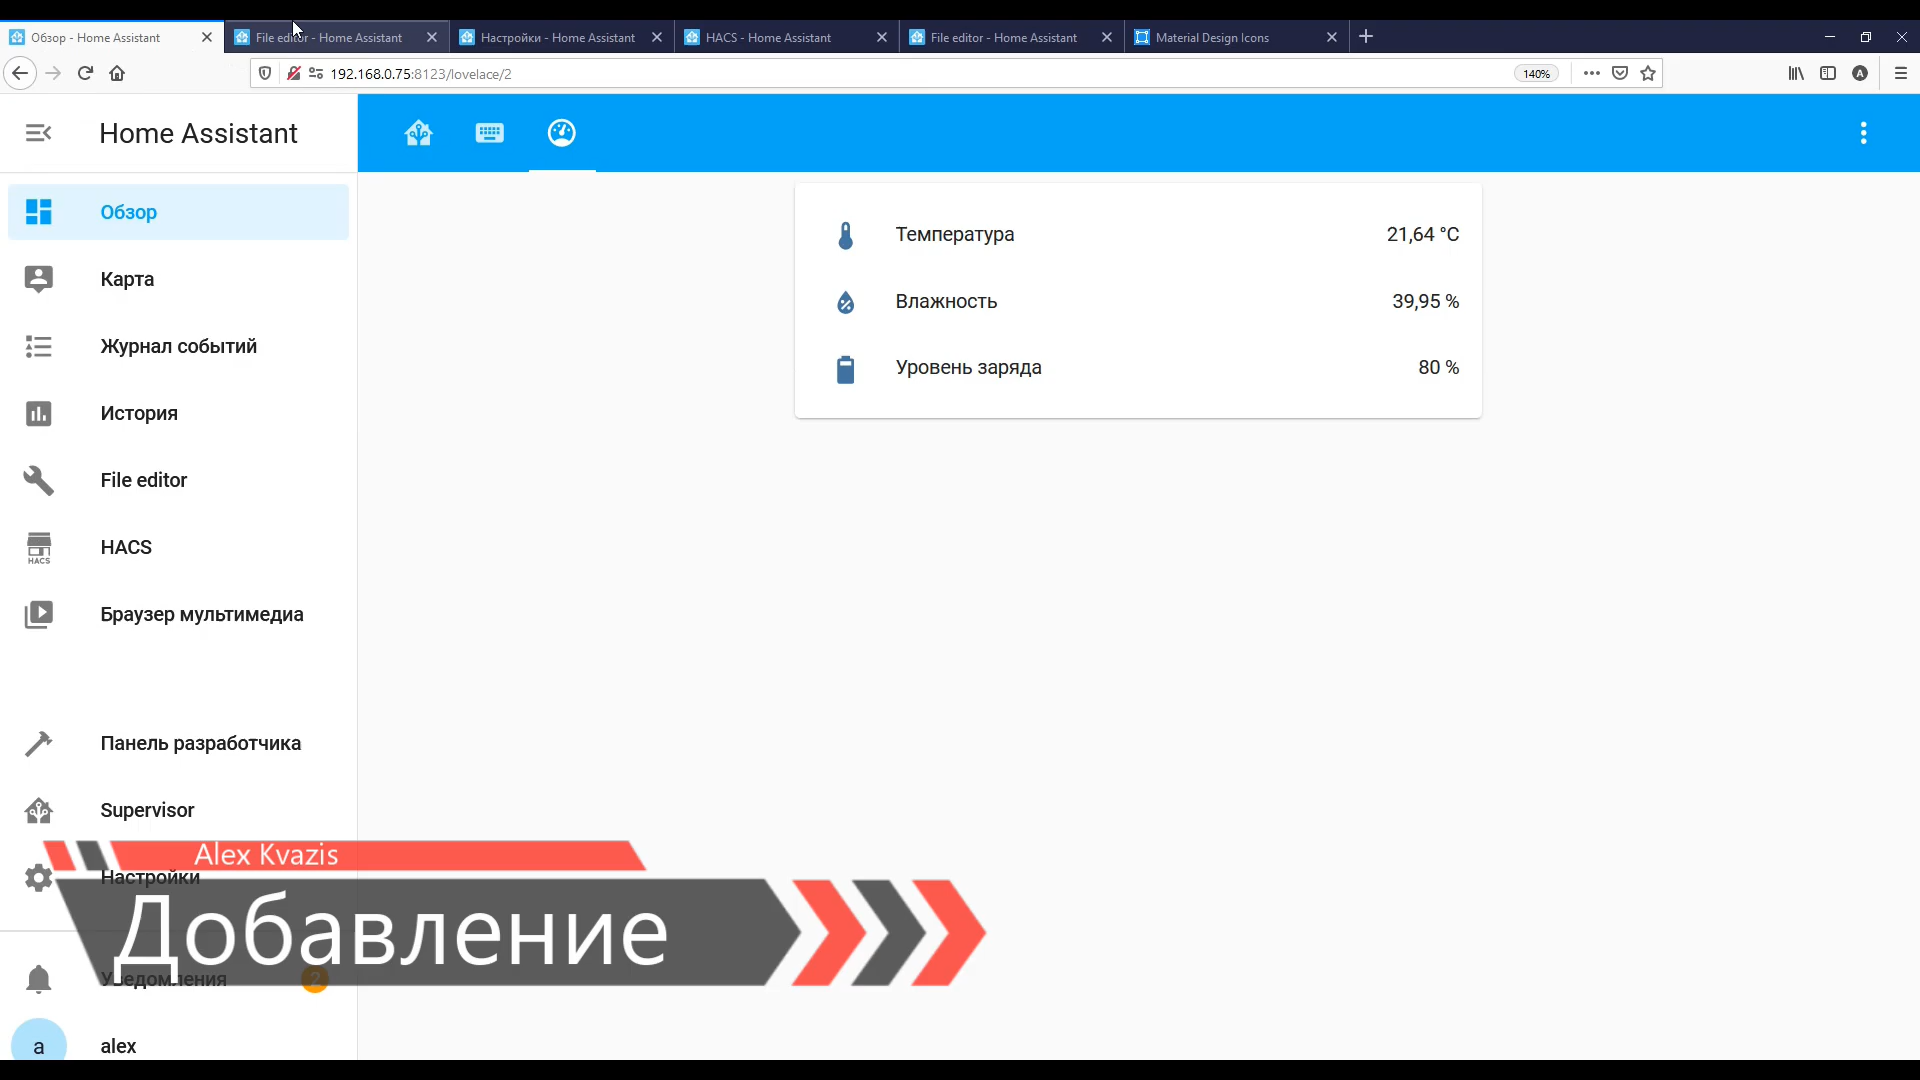 Обзор - Home Assistant
File editor - Home Assistant
Настройки - Home Assistant
HACS - Home Assistant
File editor - Home Assistant
Material Design Icons
192.168.0.75:8123/lovelace/2
140%
A
Home Assistant
Обзор
Карта
Журнал событий
История
File editor
HACS
HACS
Браузер мультимедиа
Панель разработчика
Supervisor
Настройки
Уведомления
2
a
alex
Температура
21,64 °C
Влажность
39,95 %
Уровень заряда
80 %
Alex Kvazis
Добавление